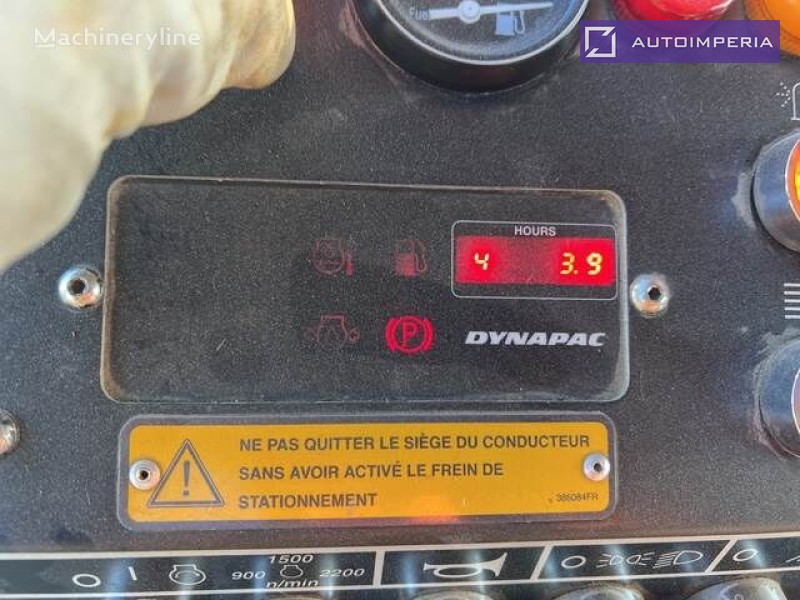 Machineryline
Fuel
AUTOIMPERIA
HOURS
4 3.9
P
DYNAPAC
NE PAS QUITTER LE SIÈGE DU CONDUCTEUR
SANS AVOIR ACTIVÉ LE FREIN DE
STATIONNEMENT
385084FR
1500
900 2200
n/min